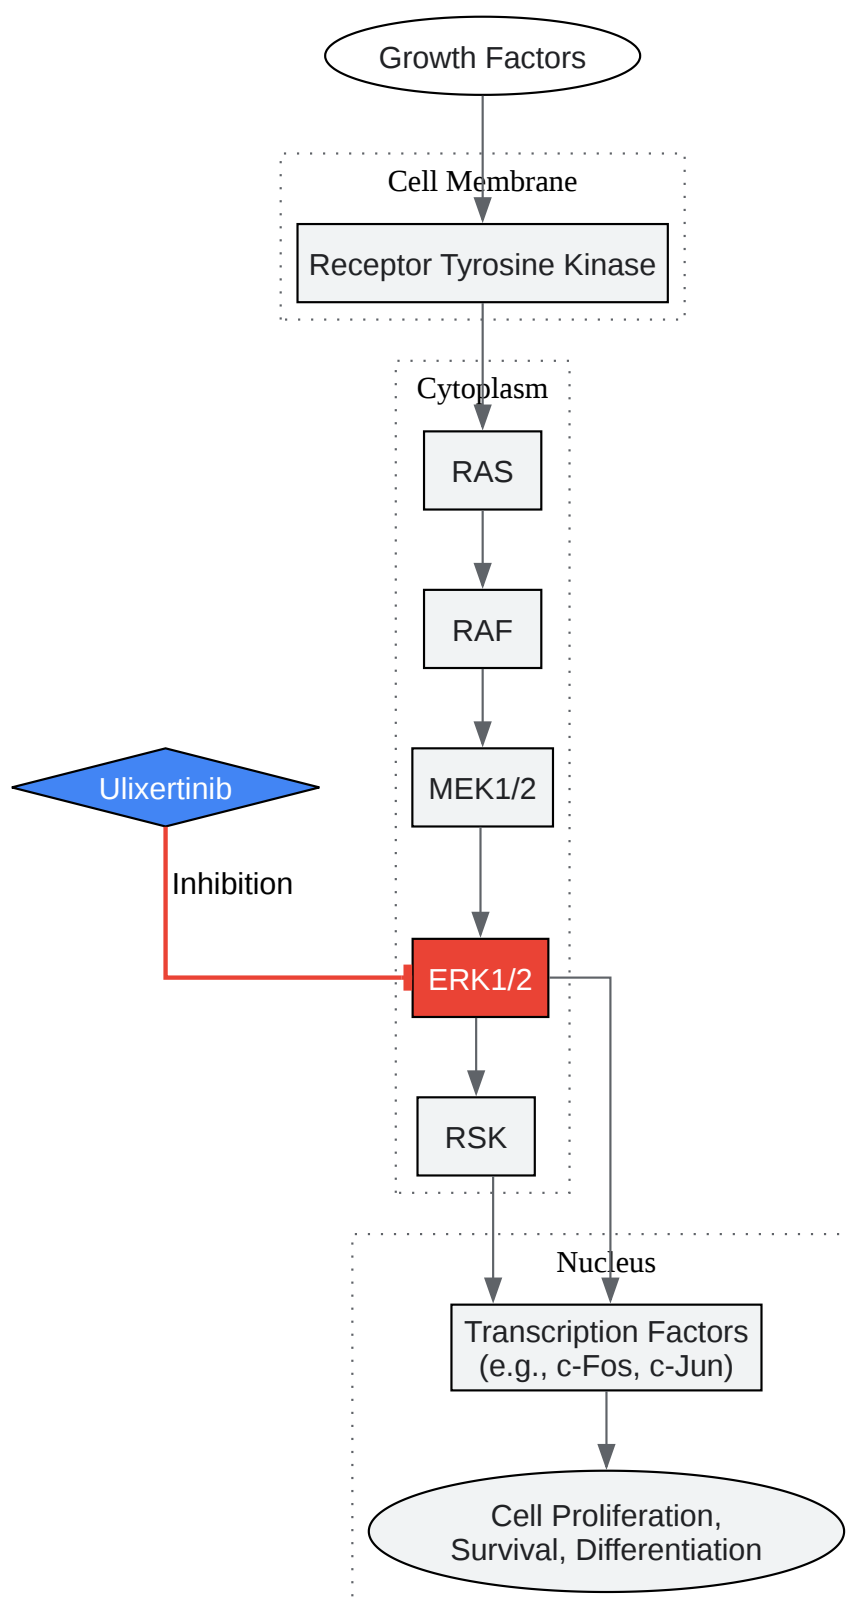 Growth Factors
Cell Membrane
Receptor Tyrosine Kinase
Cytoplasm
RAS
RAF
Ulixertinib
MEK1/2
Inhibition
ERK1/2
RSK
Nucleus
Transcription Factors
(e.g., c-Fos, c-Jun)
Cell Proliferation,
Survival, Differentiation